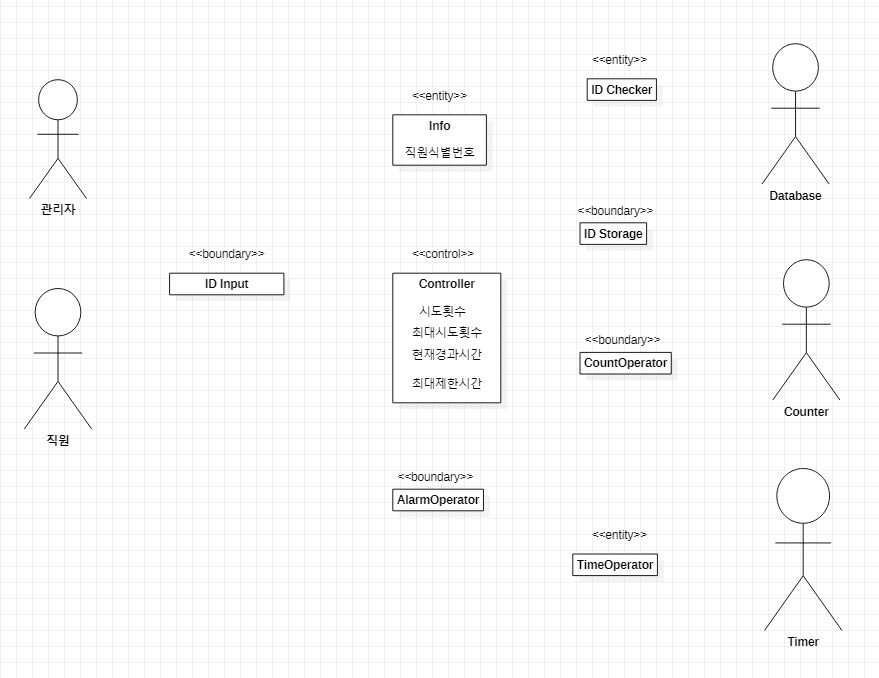 관리자
직원
<<boundary>>
ID Input
<<entity>>
Info
직원식별번호
<<control>>
Controller
시도횟수
최대시도횟수
현재경과시간
최대제한시간
<<boundary>>
AlarmOperator
<<entity>>
ID Checker
<<boundary>>
ID Storage
<<boundary>>
CountOperator
<<entity>>
TimeOperator
Database
Counter
Timer